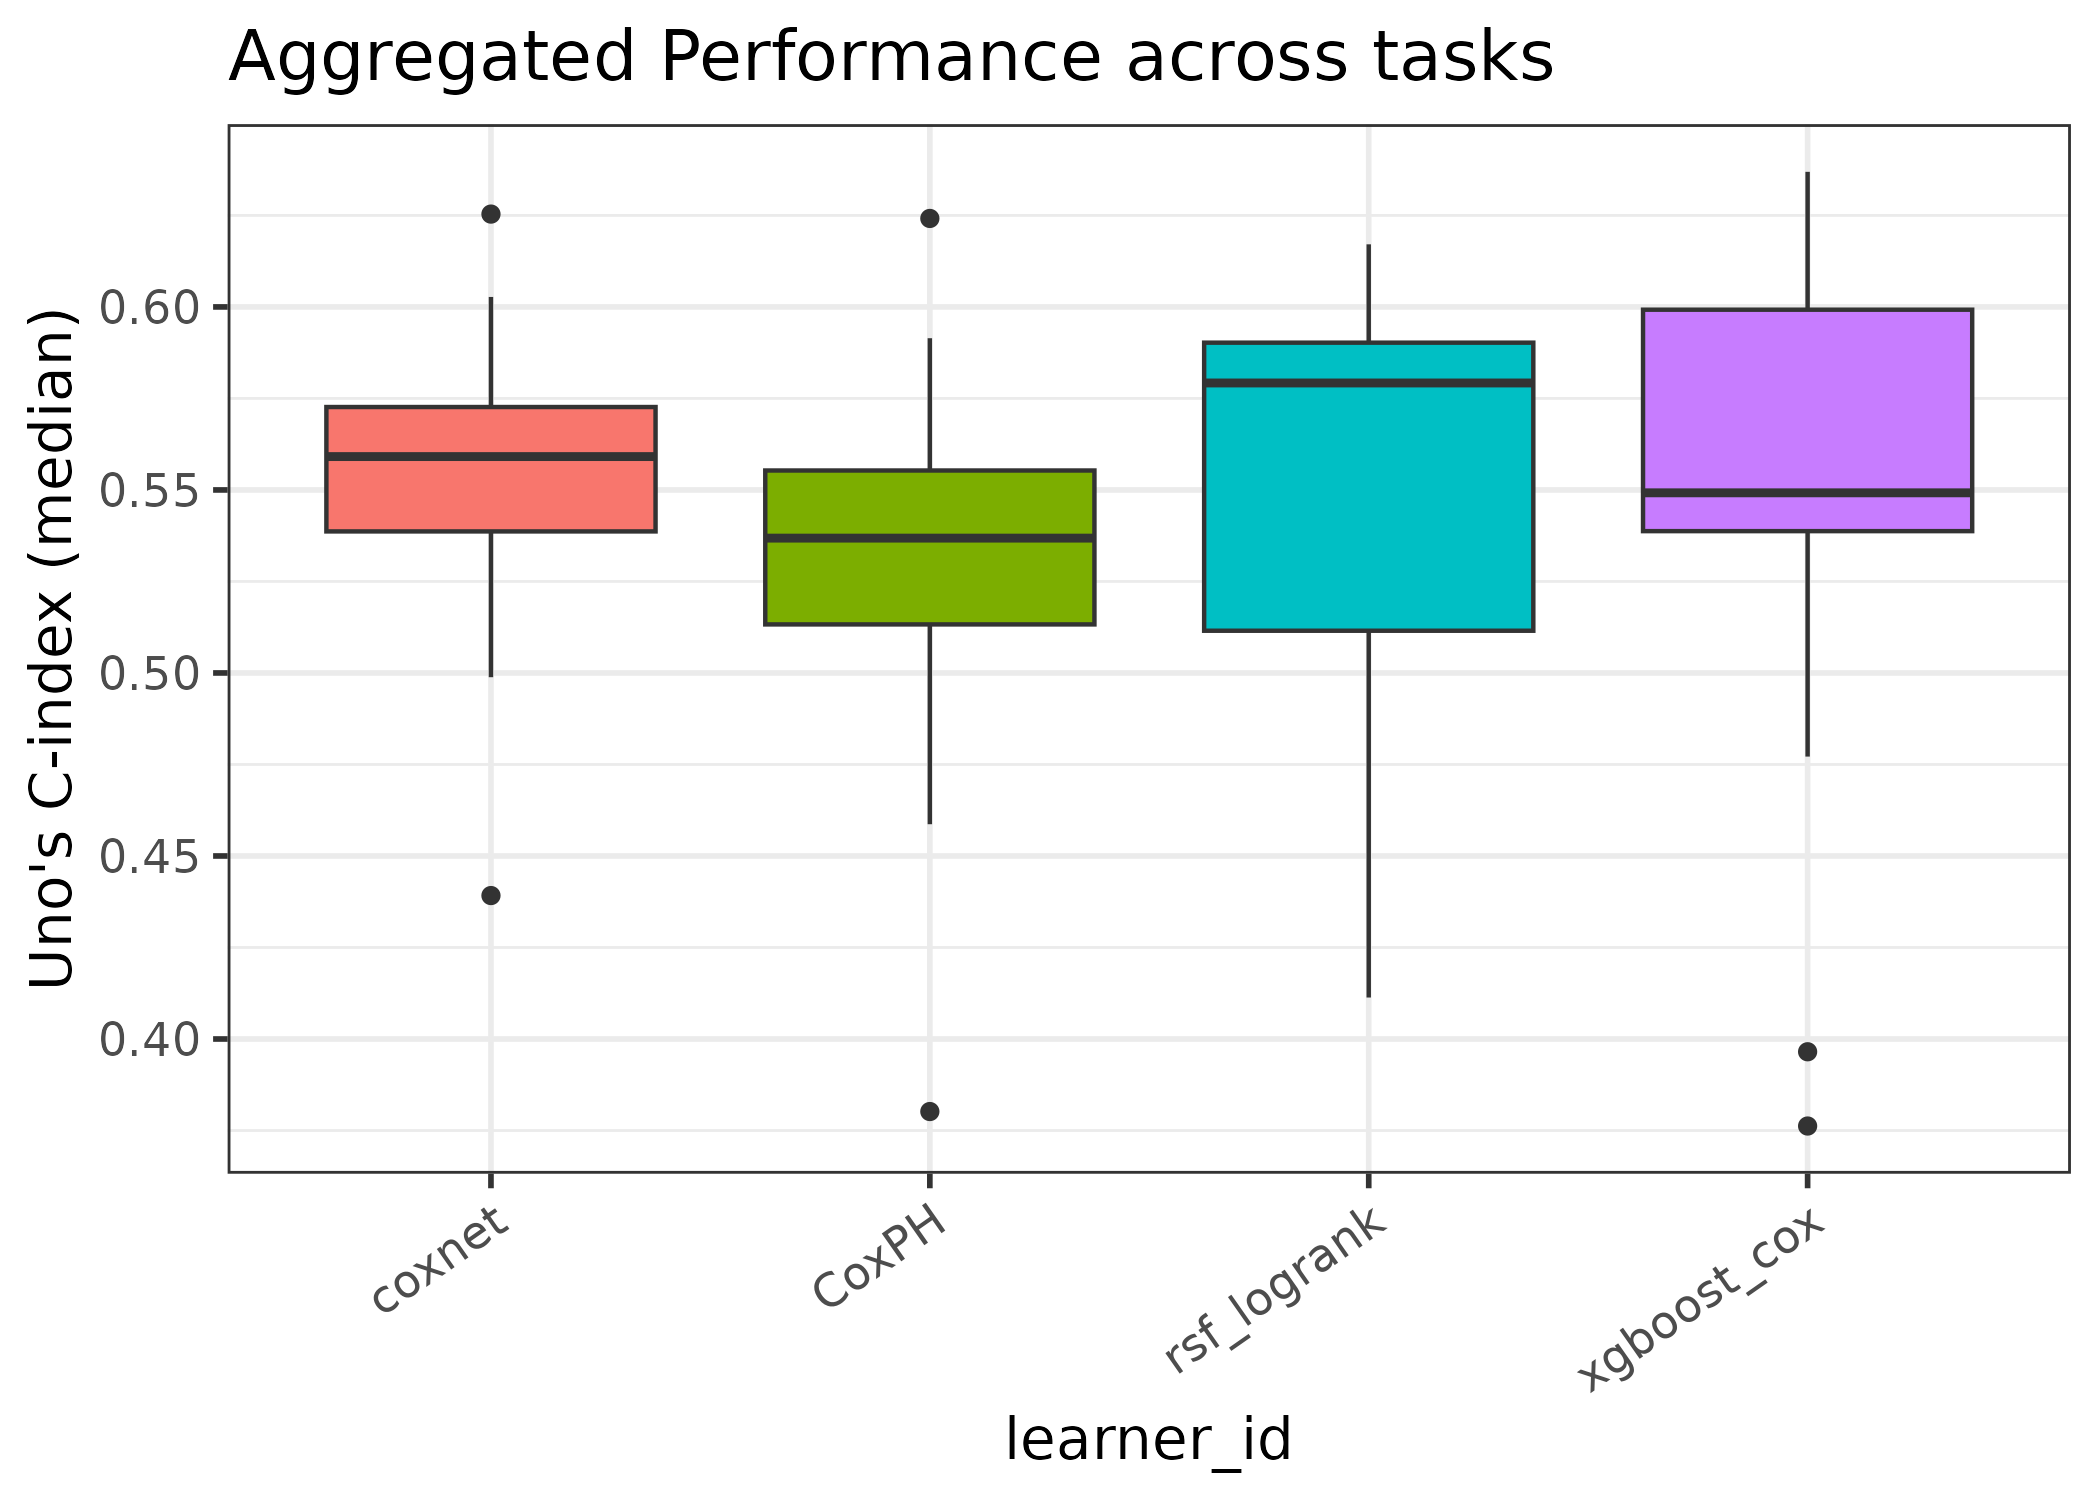 Aggregated Performance across tasks
Uno's C-index (median)
0.60
0.55
0.50
0.45
0.40
coxnet
CoxPH
rsf_logrank
xgboost_cox
learner_id